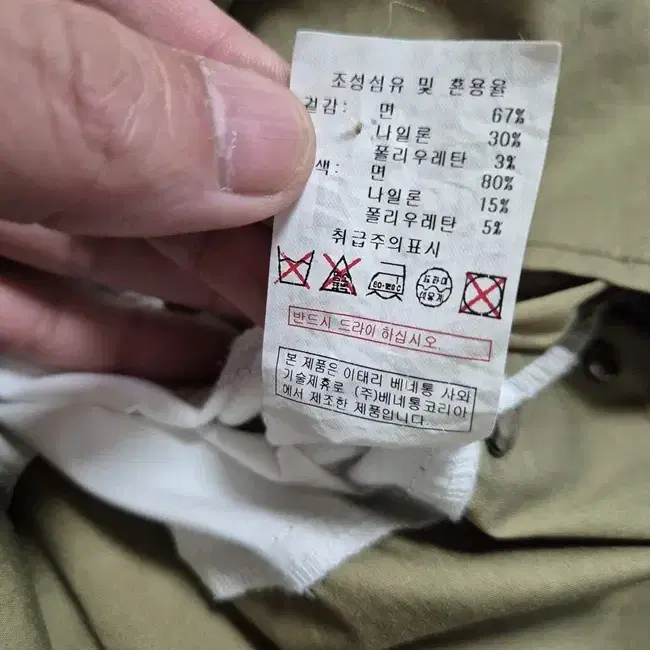 조성섬유 및 혼용율
겉감: 면 67%
나일론 30%
폴리우레탄 3%
색: 면 80%
나일론 15%
폴리우레탄 5%
취급주의표시
드라이
반드시 드라이 하십시오.
본 제품은 이태리 베네통 사와
기술제휴로 (주)베네통코리아
에서 제조한 제품입니다.